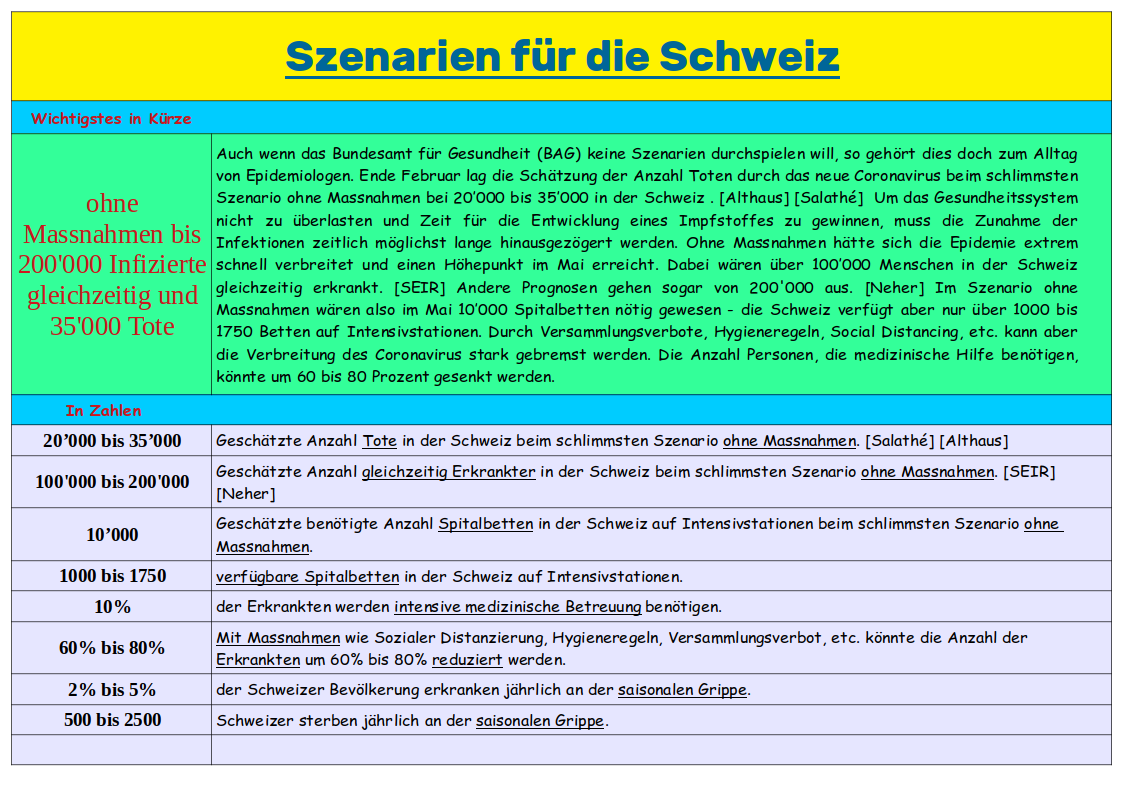 Szenarien für die Schweiz
Wichtigstes in Kürze
ohne
Massnahmen bis
200'000 Infizierte
gleichzeitig und
35'000 Tote
Auch wenn das Bundesamt für Gesundheit (BAG) keine Szenarien durchspielen will, so gehört dies doch zum Alltag
von Epidemiologen. Ende Februar lag die Schätzung der Anzahl Toten durch das neue Coronavirus beim schlimmsten
Szenario ohne Massnahmen bei 20’000 bis 35’000 in der Schweiz . [Althaus] [Salathé]  Um das Gesundheitssystem
nicht zu überlasten und Zeit für die Entwicklung eines Impfstoffes zu gewinnen, muss die Zunahme der
Infektionen zeitlich möglichst lange hinausgezögert werden. Ohne Massnahmen hätte sich die Epidemie extrem
schnell verbreitet und einen Höhepunkt im Mai erreicht. Dabei wären über 100’000 Menschen in der Schweiz
gleichzeitig erkrankt. [SEIR] Andere Prognosen gehen sogar von 200'000 aus. [Neher] Im Szenario ohne
Massnahmen wären also im Mai 10’000 Spitalbetten nötig gewesen - die Schweiz verfügt aber nur über 1000 bis
1750 Betten auf Intensivstationen. Durch Versammlungsverbote, Hygieneregeln, Social Distancing, etc. kann aber
die Verbreitung des Coronavirus stark gebremst werden. Die Anzahl Personen, die medizinische Hilfe benötigen,
könnte um 60 bis 80 Prozent gesenkt werden.
In Zahlen
20’000 bis 35’000
Geschätzte Anzahl Tote in der Schweiz beim schlimmsten Szenario ohne Massnahmen. [Salathé] [Althaus]
100'000 bis 200'000
Geschätzte Anzahl gleichzeitig Erkrankter in der Schweiz beim schlimmsten Szenario ohne Massnahmen. [SEIR]
[Neher]
10’000
Geschätzte benötigte Anzahl Spitalbetten in der Schweiz auf Intensivstationen beim schlimmsten Szenario ohne
Massnahmen.
1000 bis 1750
verfügbare Spitalbetten in der Schweiz auf Intensivstationen.
10%
der Erkrankten werden intensive medizinische Betreuung benötigen.
60% bis 80%
Mit Massnahmen wie Sozialer Distanzierung, Hygieneregeln, Versammlungsverbot, etc. könnte die Anzahl der
Erkrankten um 60% bis 80% reduziert werden.
2% bis 5%
der Schweizer Bevölkerung erkranken jährlich an der saisonalen Grippe.
500 bis 2500
Schweizer sterben jährlich an der saisonalen Grippe.